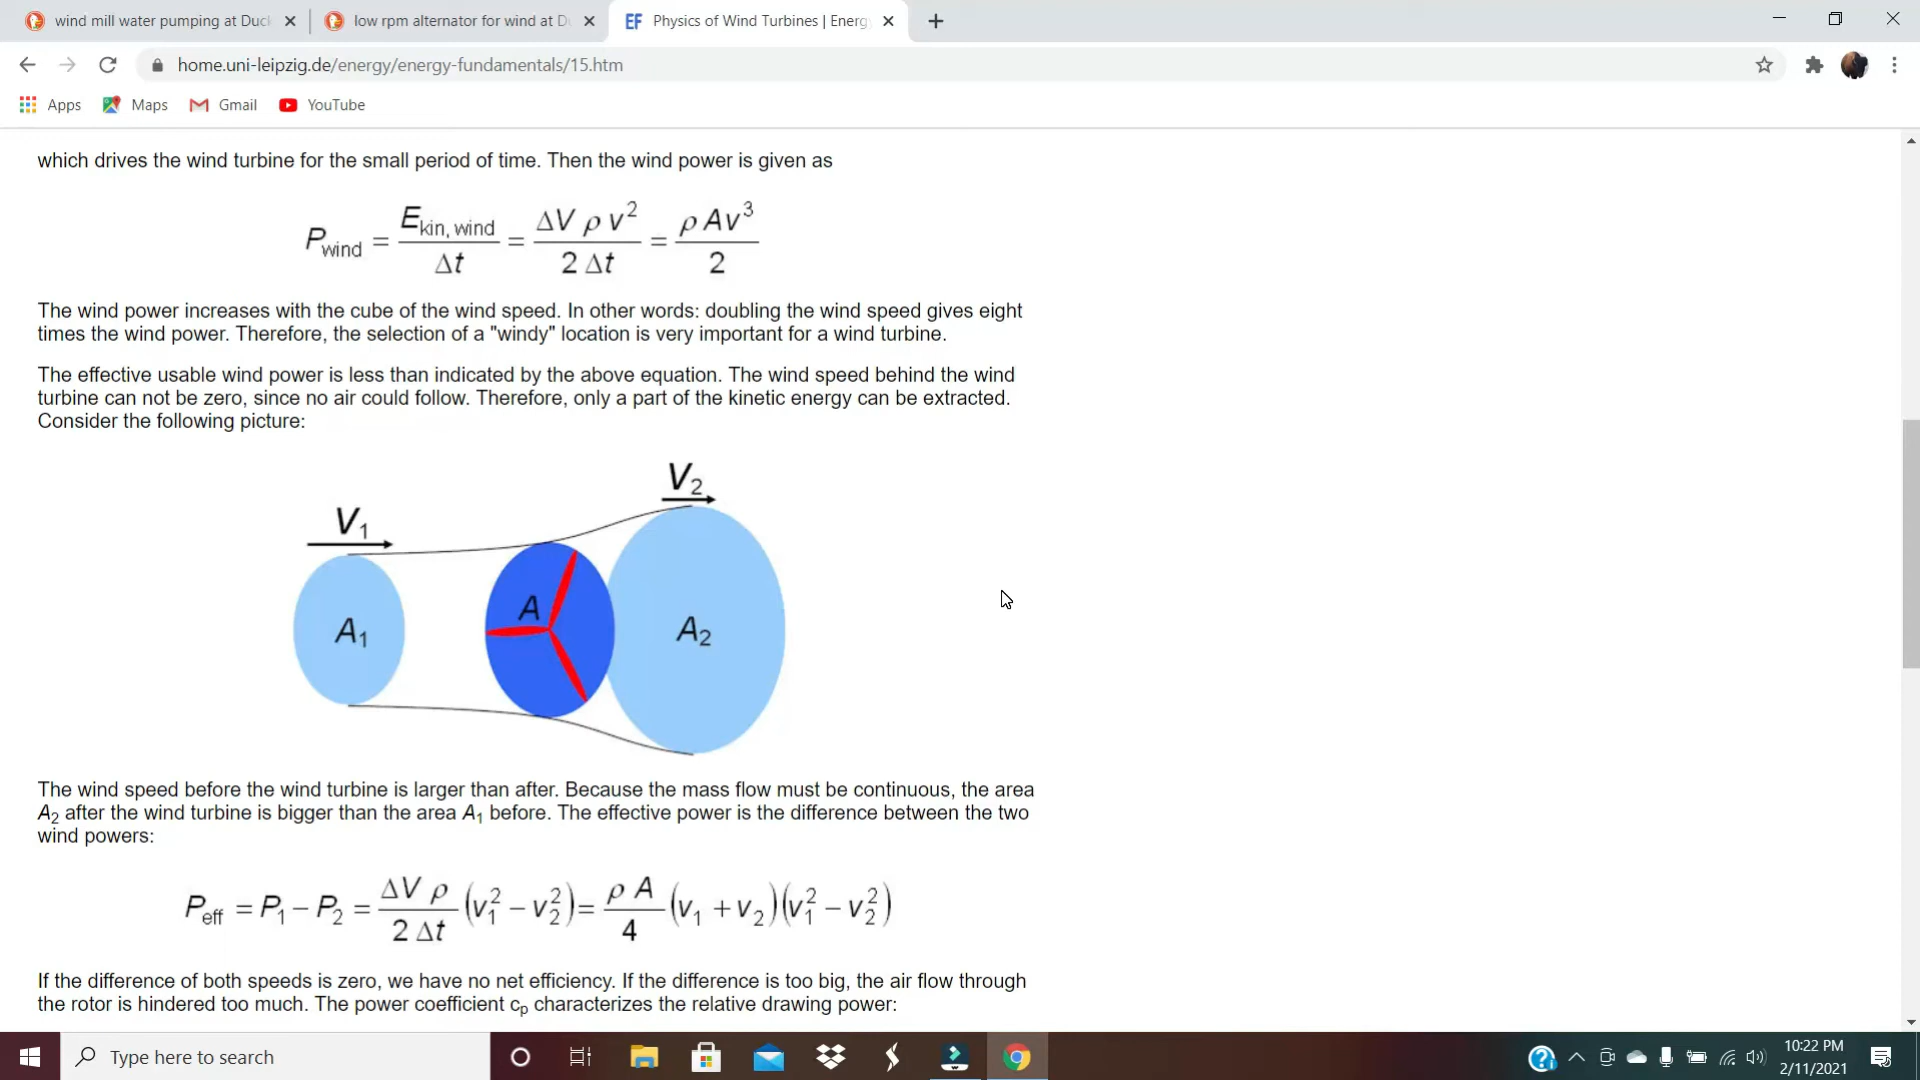 wind mill water pumping at Duc
low rpm alternator for wind at D
EF Physics of Wind Turbines | Energ
home.uni-leipzig.de/energy/energy-fundamentals/15.htm
Apps Maps Gmail YouTube
which drives the wind turbine for the small period of time. Then the wind power is given as
P_wind = E_kin, wind / Δt = ΔV ρ v² / 2 Δt = ρ A v³ / 2
The wind power increases with the cube of the wind speed. In other words: doubling the wind speed gives eight
times the wind power. Therefore, the selection of a "windy" location is very important for a wind turbine.
The effective usable wind power is less than indicated by the above equation. The wind speed behind the wind
turbine can not be zero, since no air could follow. Therefore, only a part of the kinetic energy can be extracted.
Consider the following picture:
V₂
V₁
A
A₁
A₂
The wind speed before the wind turbine is larger than after. Because the mass flow must be continuous, the area
A₂ after the wind turbine is bigger than the area A₁ before. The effective power is the difference between the two
wind powers:
P_eff = P₁ − P₂ = ΔV ρ / 2 Δt (v₁² − v₂²) = ρ A / 4 (v₁ + v₂)(v₁² − v₂²)
If the difference of both speeds is zero, we have no net efficiency. If the difference is too big, the air flow through
the rotor is hindered too much. The power coefficient c_p characterizes the relative drawing power:
Type here to search
10:22 PM
2/11/2021